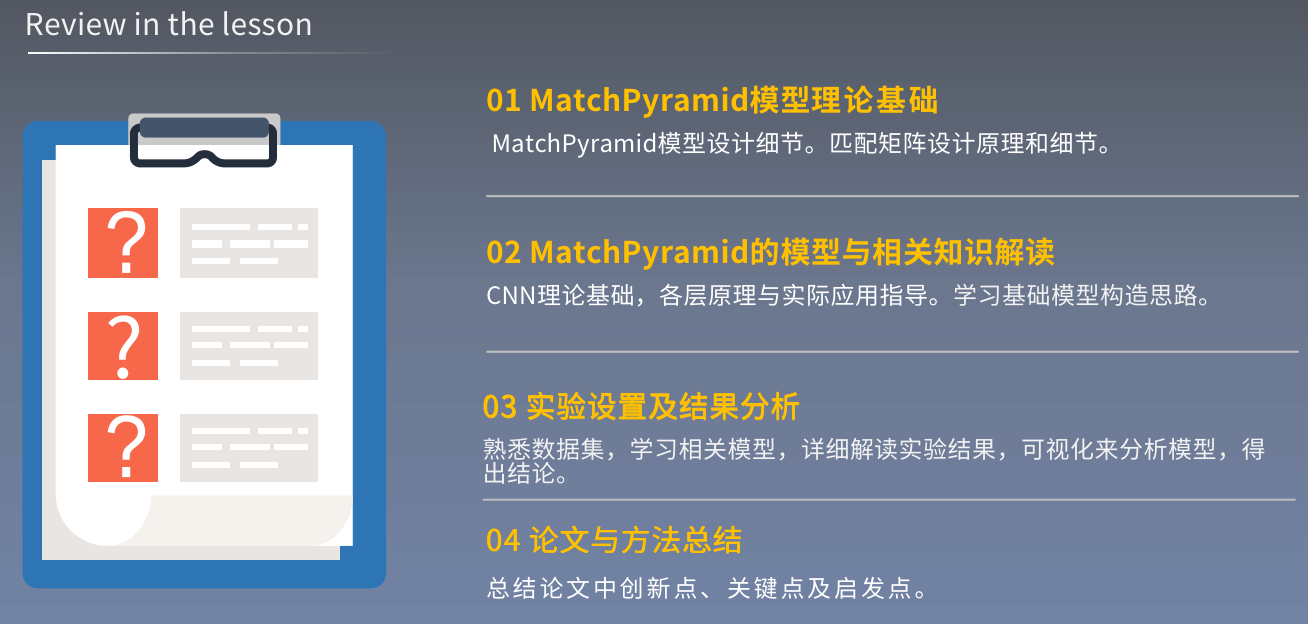 Review in the lesson
01 MatchPyramid模型理论基础
MatchPyramid模型设计细节。匹配矩阵设计原理和细节。
02 MatchPyramid的模型与相关知识解读
CNN理论基础，各层原理与实际应用指导。学习基础模型构造思路。
03 实验设置及结果分析
熟悉数据集，学习相关模型，详细解读实验结果，可视化来分析模型，得
出结论。
04 论文与方法总结
总结论文中创新点、关键点及启发点。
?
?
?